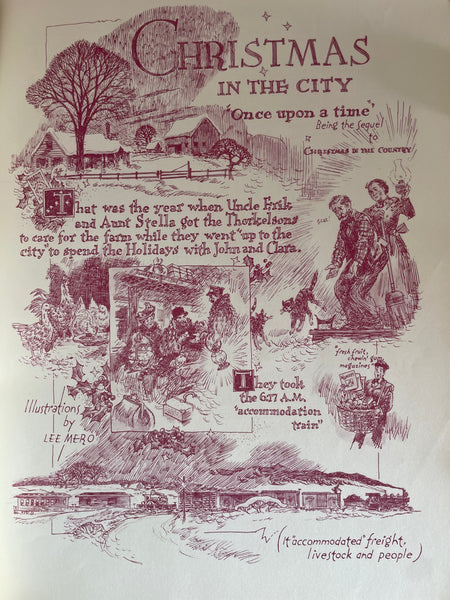 CHRISTMAS
IN THE CITY
"Once upon a time",
Being the sequel
to
CHRISTMAS IN THE COUNTRY
That was the year when Uncle Erik
and Aunt Stella got the Thorkelsons
to care for the farm while they went "up to the
city" to spend the Holidays with John and Clara.
"fresh fruit,
chewin' gum
magazines"
They took
the 6:27 A.M.
"accommodation
train"
Illustrations
by
LEE MERO
(It "accommodated" freight,
livestock and people)